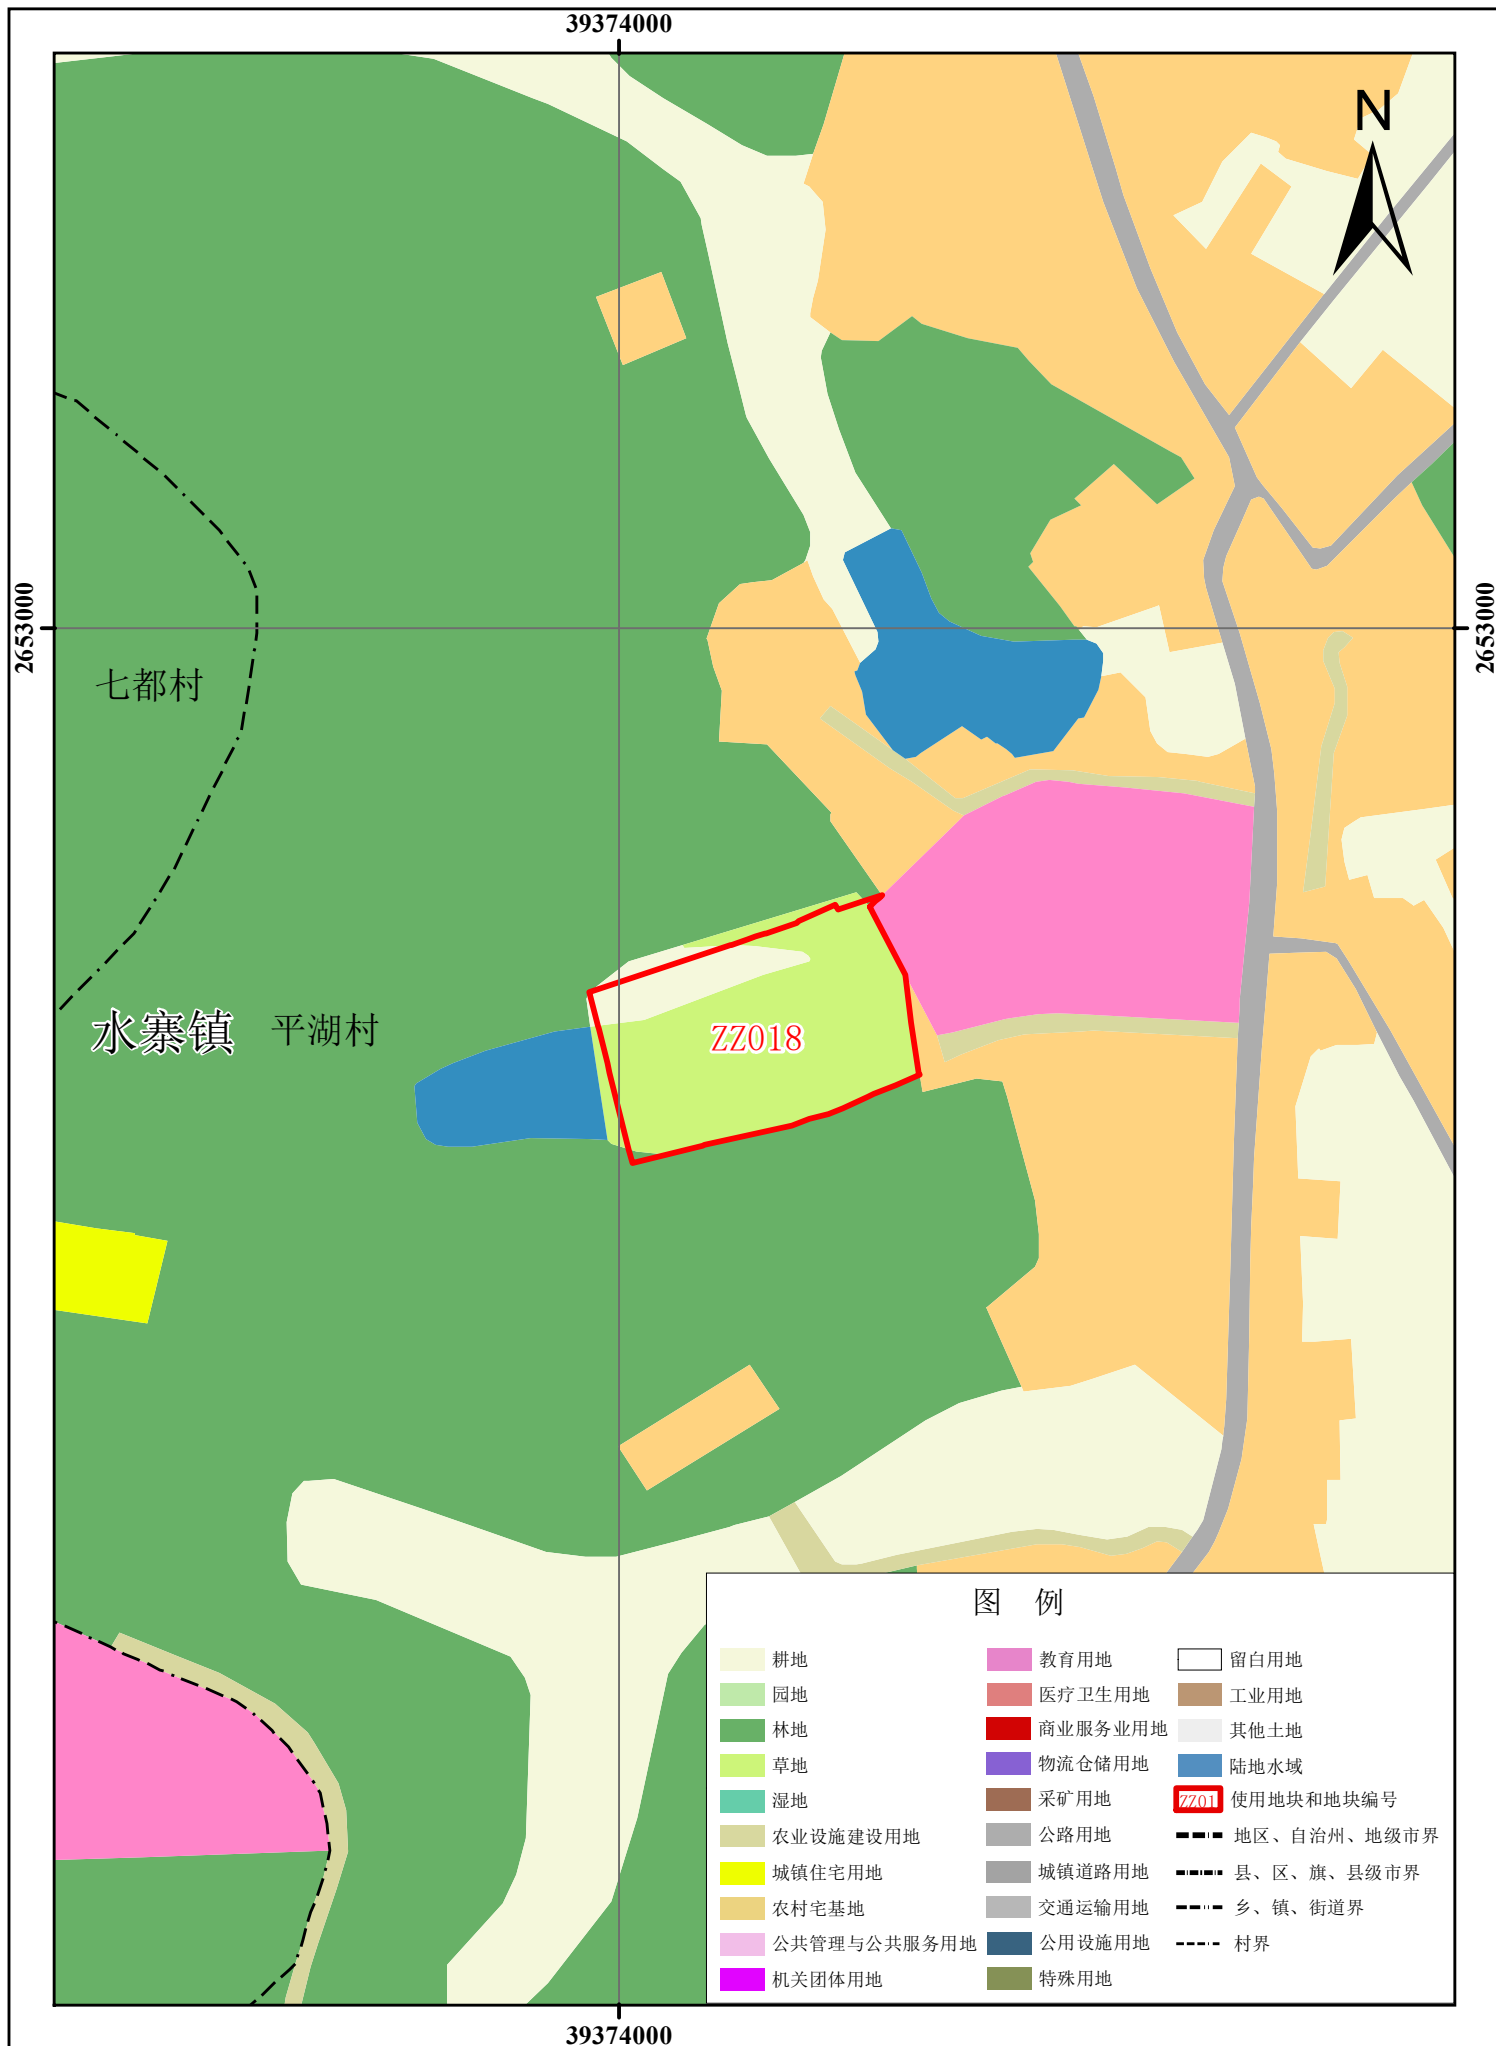 39374000
N
2653000
2653000
七都村
水寨镇
平湖村
ZZ018
图 例
耕地
园地
林地
草地
湿地
农业设施建设用地
城镇住宅用地
农村宅基地
公共管理与公共服务用地
机关团体用地
教育用地
医疗卫生用地
商业服务业用地
物流仓储用地
采矿用地
公路用地
城镇道路用地
交通运输用地
公用设施用地
特殊用地
留白用地
工业用地
其他土地
陆地水域
ZZ01 使用地块和地块编号
地区、自治州、地级市界
县、区、旗、县级市界
乡、镇、街道界
村界
39374000